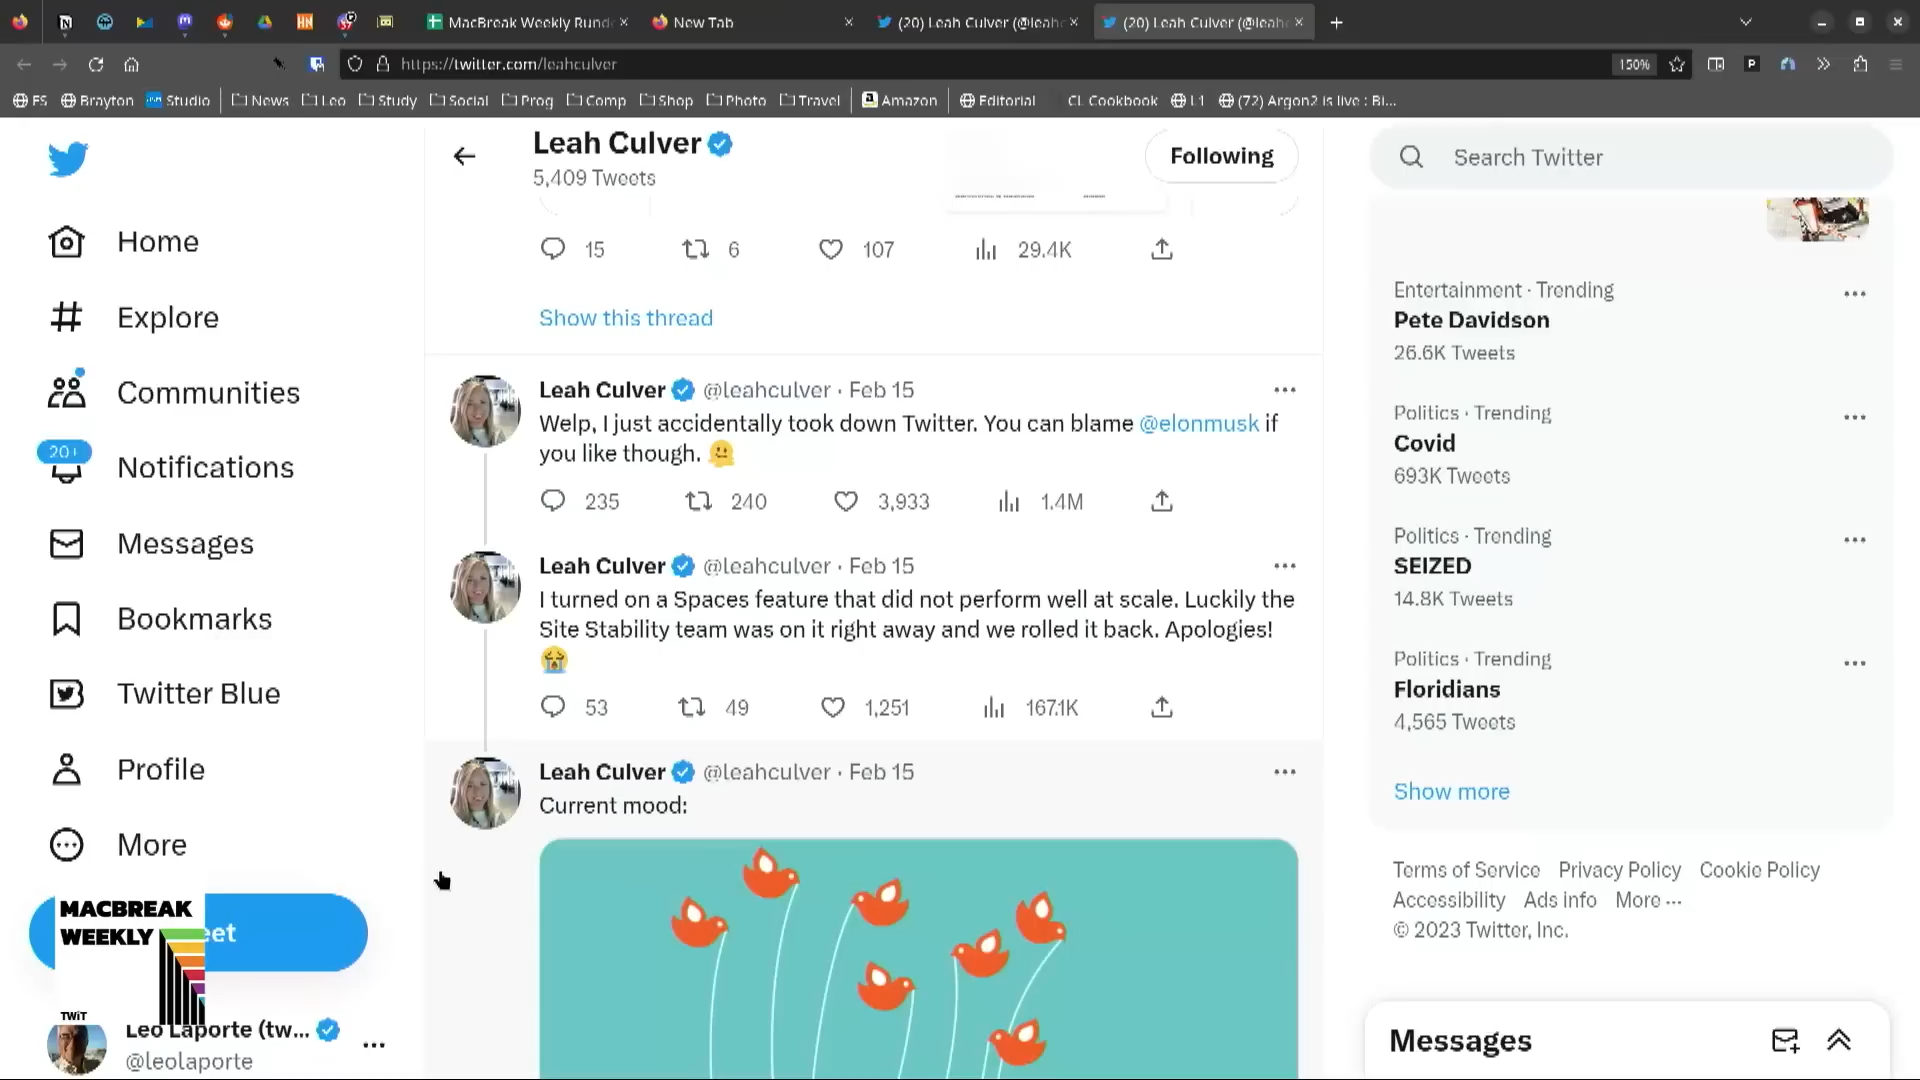 MacBreak Weekly Rund
New Tab
(20) Leah Culver (@leahc
(20) Leah Culver (@leahc
https://twitter.com/leahculver
150%
FS
Brayton
Studio
News
Leo
Study
Social
Prog
Comp
Shop
Photo
Travel
Amazon
Editorial
CL Cookbook
L1
(72) Argon2 is live : Bi...
Home
Explore
Communities
20+
Notifications
Messages
Bookmarks
Twitter Blue
Profile
More
MACBREAK
WEEKLY
eet
TWiT
Leo Laporte (tw...
@leolaporte
Leah Culver
5,409 Tweets
Following
15 6 107 29.4K
Show this thread
Leah Culver @leahculver · Feb 15
Welp, I just accidentally took down Twitter. You can blame @elonmusk if
you like though. 🫠
235 240 3,933 1.4M
Leah Culver @leahculver · Feb 15
I turned on a Spaces feature that did not perform well at scale. Luckily the
Site Stability team was on it right away and we rolled it back. Apologies!
😭
53 49 1,251 167.1K
Leah Culver @leahculver · Feb 15
Current mood:
Search Twitter
Entertainment · Trending
Pete Davidson
26.6K Tweets
Politics · Trending
Covid
693K Tweets
Politics · Trending
SEIZED
14.8K Tweets
Politics · Trending
Floridians
4,565 Tweets
Show more
Terms of Service Privacy Policy Cookie Policy
Accessibility Ads info More ···
© 2023 Twitter, Inc.
Messages